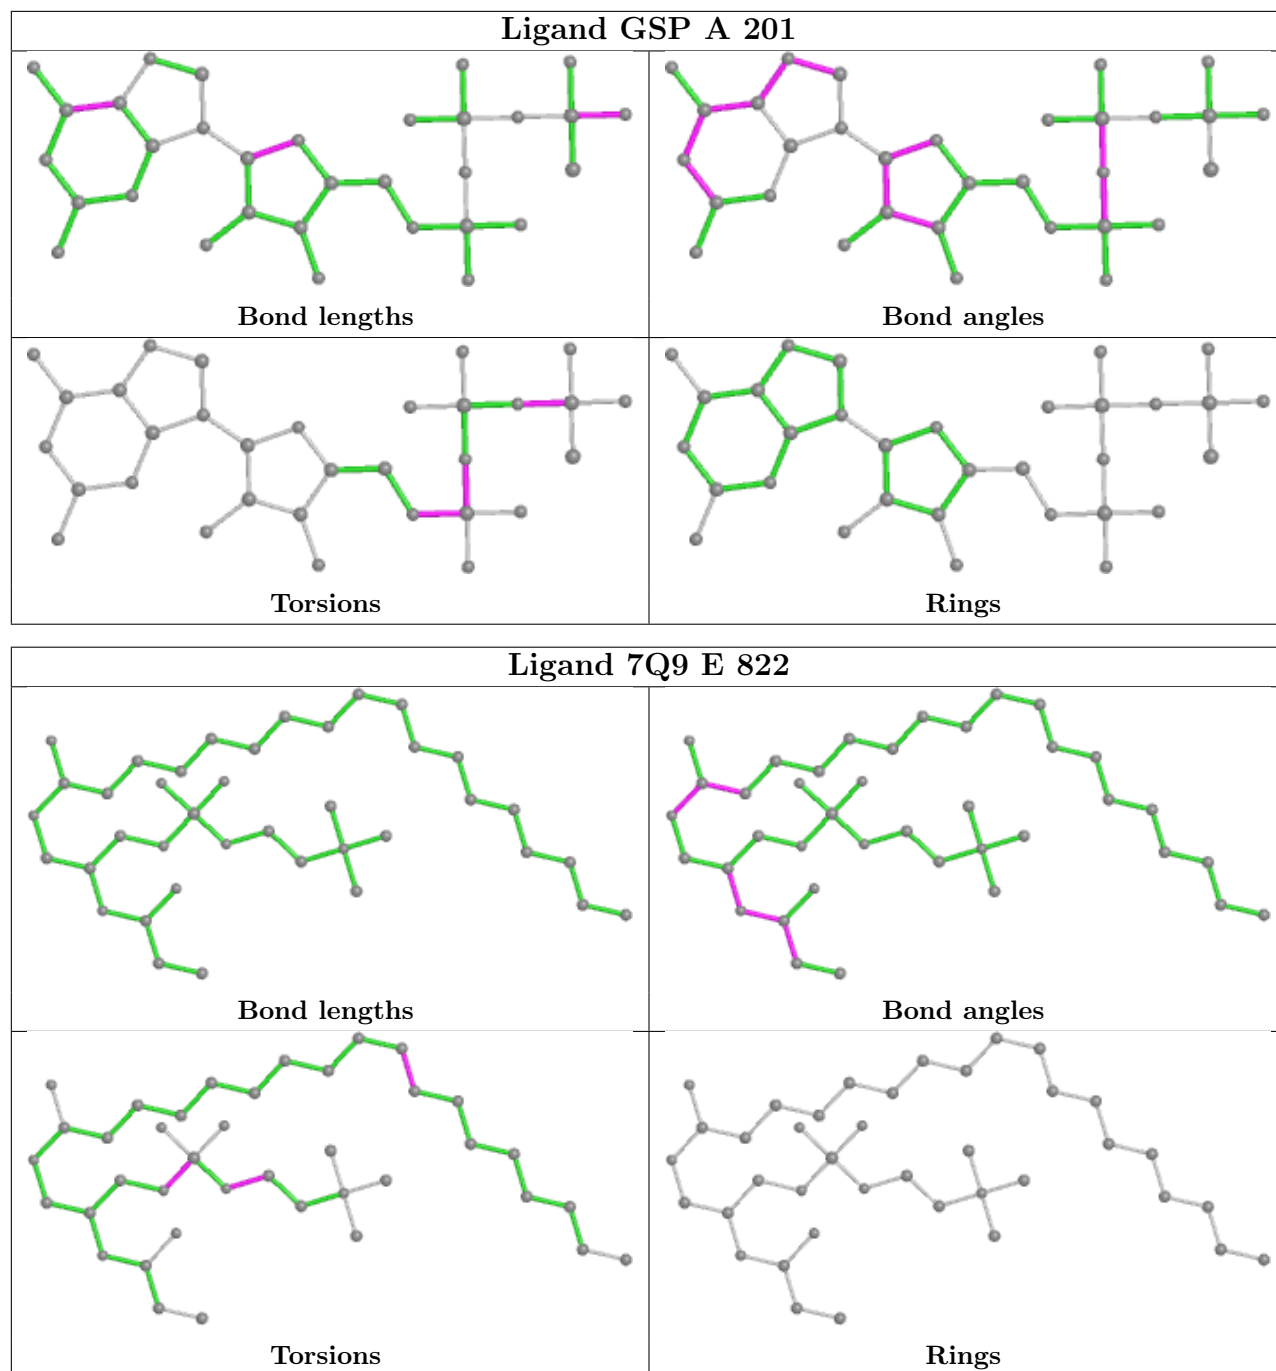 Ligand GSP A 201
Bond lengths
Bond angles
Torsions
Rings
Ligand 7Q9 E 822
Bond lengths
Bond angles
Torsions
Rings